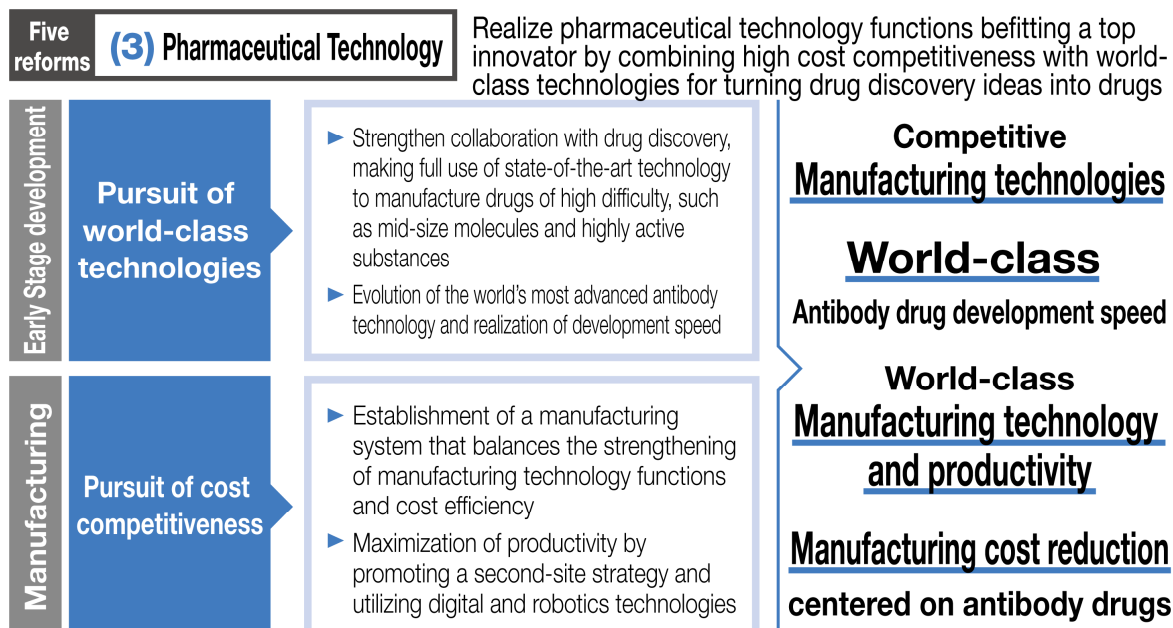 Five
reforms
(3) Pharmaceutical Technology
Realize pharmaceutical technology functions befitting a top
innovator by combining high cost competitiveness with world-
class technologies for turning drug discovery ideas into drugs
Early Stage development
Pursuit of
world-class
technologies
► Strengthen collaboration with drug discovery,
making full use of state-of-the-art technology
to manufacture drugs of high difficulty, such
as mid-size molecules and highly active
substances
► Evolution of the world's most advanced antibody
technology and realization of development speed
Manufacturing
Pursuit of cost
competitiveness
► Establishment of a manufacturing
system that balances the strengthening
of manufacturing technology functions
and cost efficiency
► Maximization of productivity by
promoting a second-site strategy and
utilizing digital and robotics technologies
Competitive
Manufacturing technologies
World-class
Antibody drug development speed
World-class
Manufacturing technology
and productivity
Manufacturing cost reduction
centered on antibody drugs